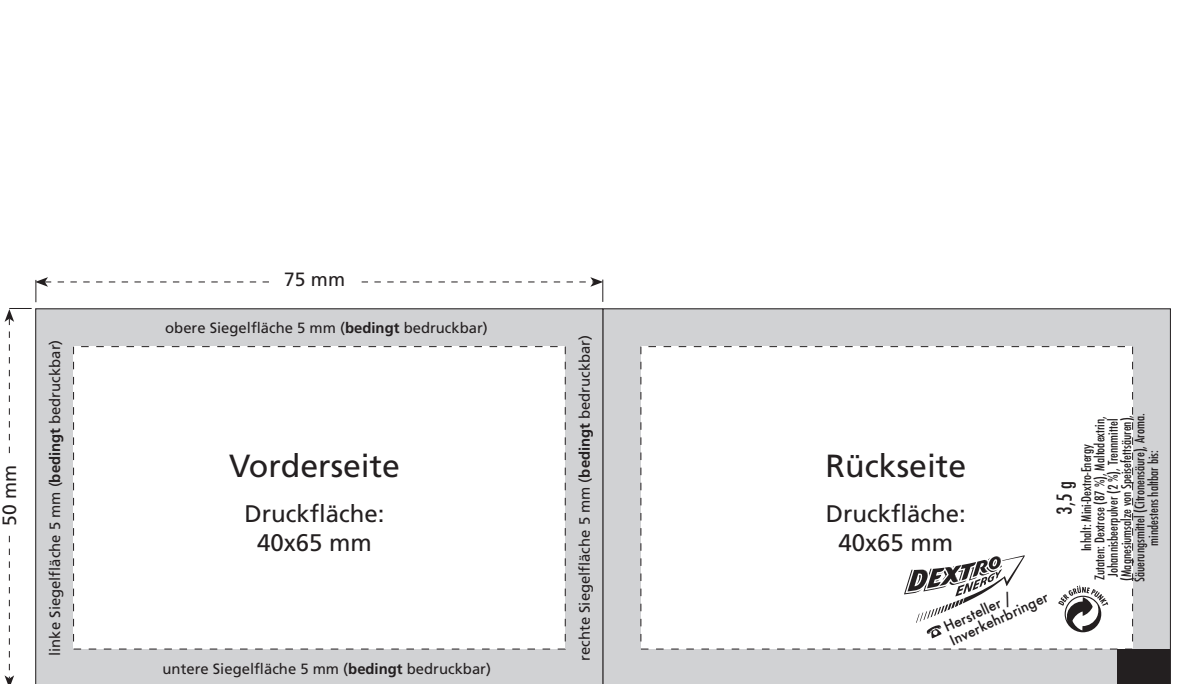 75 mm
50 mm
obere Siegelfläche 5 mm (bedingt bedruckbar)
linke Siegelfläche 5 mm (bedingt bedruckbar)
Vorderseite
Druckfläche:
40x65 mm
rechte Siegelfläche 5 mm (bedingt bedruckbar)
untere Siegelfläche 5 mm (bedingt bedruckbar)
Rückseite
Druckfläche:
40x65 mm
DEXTRO
ENERGY
Hersteller /
Inverkehrbringer
DER GRÜNE PUNKT
3,5 g
Inhalt: Mini-Dextro-Energy
Zutaten: Dextrose (87 %), Maltodextrin,
Johannisbeerpulver (2 %), Trennmittel
(Magnesiumsalze von Speisefettsäuren),
Säuerungsmittel (Citronensäure), Aroma.
mindestens haltbar bis: